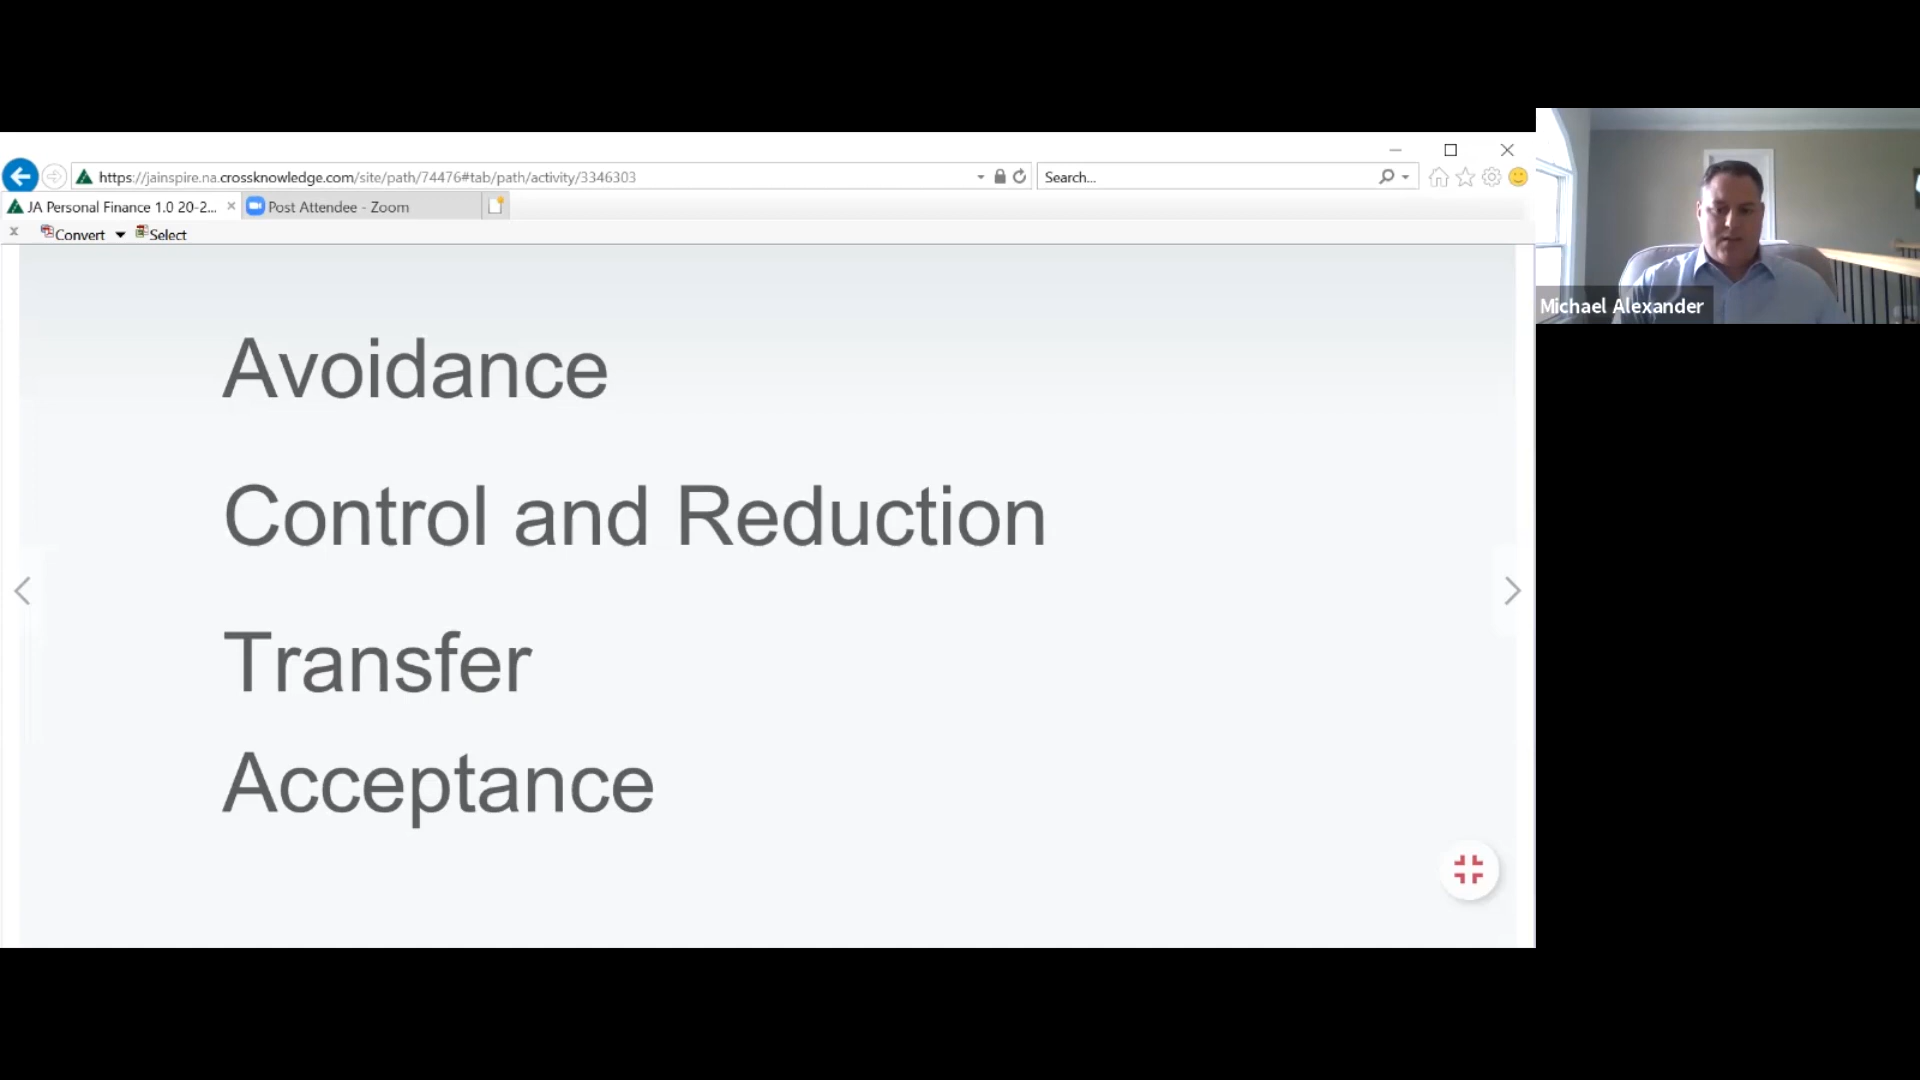 https://jainspire.na.crossknowledge.com/site/path/74476#tab/path/activity/3346303
Search...
JA Personal Finance 1.0 20-2...
Post Attendee - Zoom
x Convert Select
Avoidance
Control and Reduction
Transfer
Acceptance
Michael Alexander